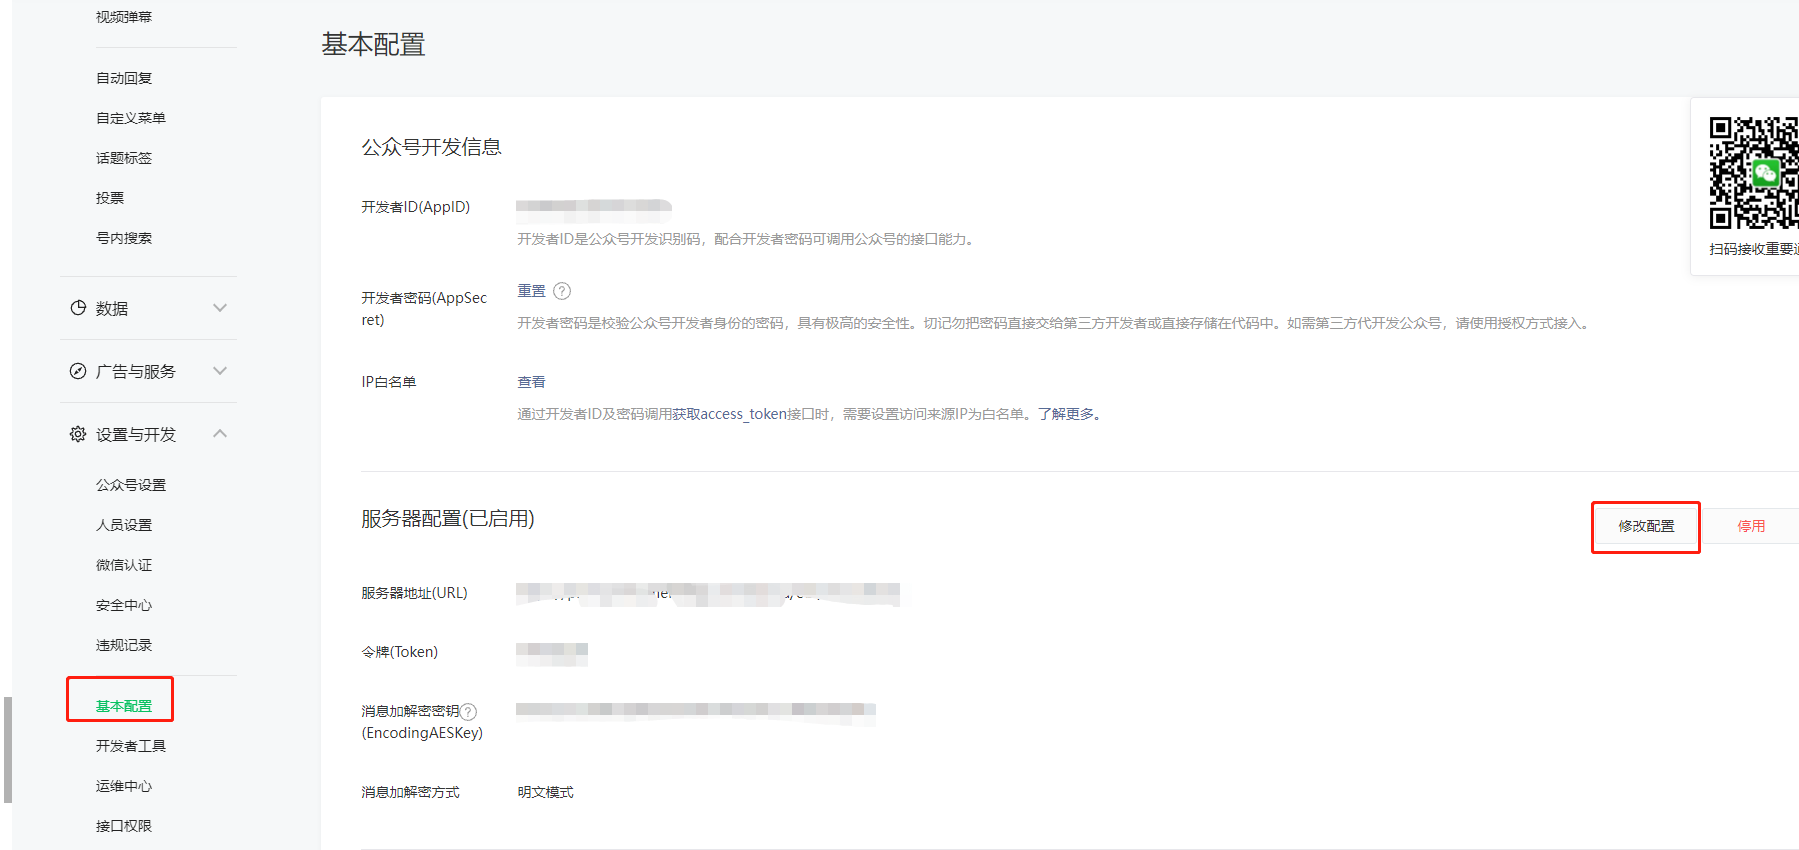 视频弹幕
自动回复
自定义菜单
话题标签
投票
号内搜索
数据
广告与服务
设置与开发
公众号设置
人员设置
微信认证
安全中心
违规记录
基本配置
开发者工具
运维中心
接口权限
基本配置
公众号开发信息
开发者ID(AppID)
开发者ID是公众号开发识别码，配合开发者密码可调用公众号的接口能力。
开发者密码(AppSec
ret)
重置 ?
开发者密码是校验公众号开发者身份的密码，具有极高的安全性。切记勿把密码直接交给第三方开发者或直接存储在代码中。如需第三方代开发公众号，请使用授权方式接入。
IP白名单
查看
通过开发者ID及密码调用获取access_token接口时，需要设置访问来源IP为白名单。了解更多。
服务器配置(已启用)
修改配置
停用
服务器地址(URL)
令牌(Token)
消息加解密密钥?
(EncodingAESKey)
消息加解密方式
明文模式
扫码接收重要